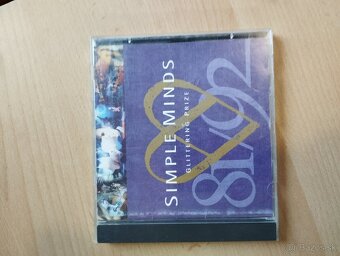 SIMPLE MINDS
GLITTERING PRIZE
81/92